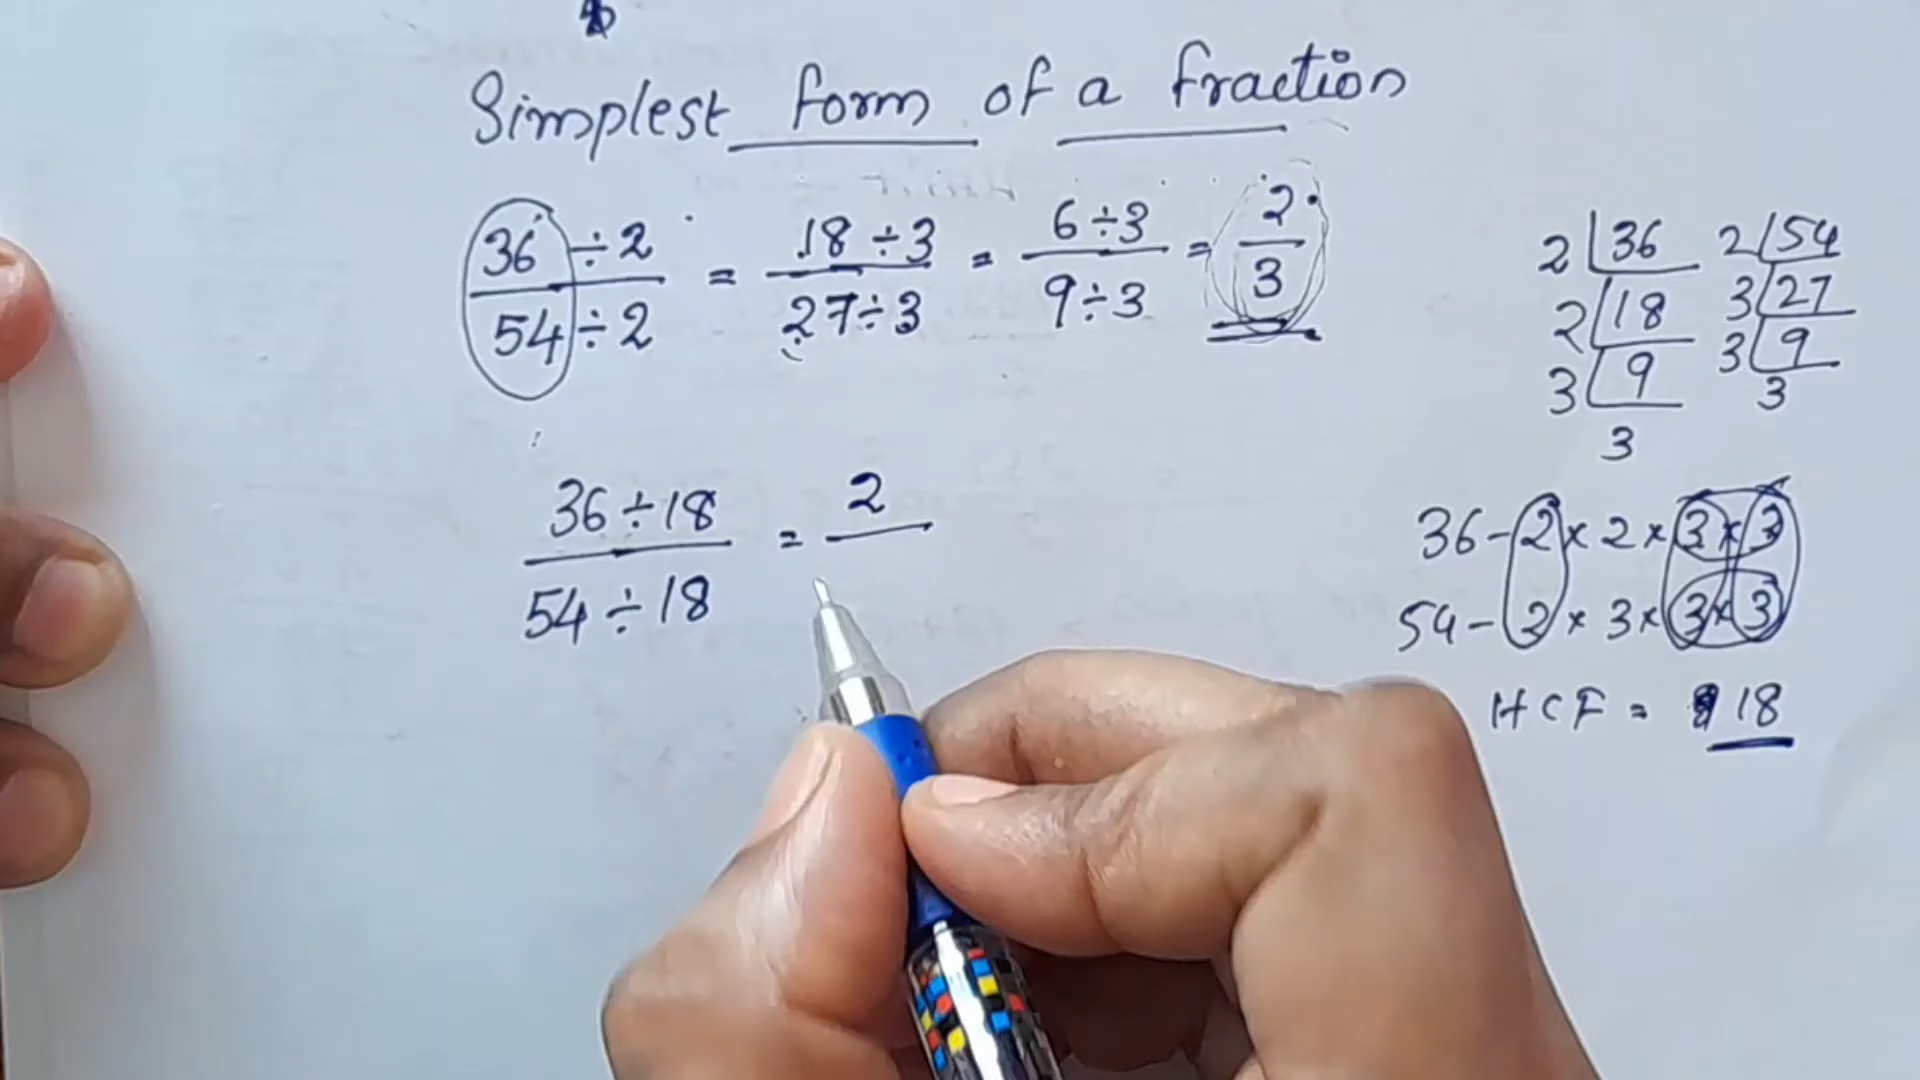 Simplest form of a fraction
36 ÷ 2 = 18 ÷ 3 = 6 ÷ 3 = 2
54 ÷ 2 27 ÷ 3 9 ÷ 3 3
2 36 2 54
2 18 3 27
3 9 3 9
3 3
36 ÷ 18 = 2
54 ÷ 18
36 - 2 × 2 × 3 × 3
54 - 2 × 3 × 3 × 3
HCF = 18